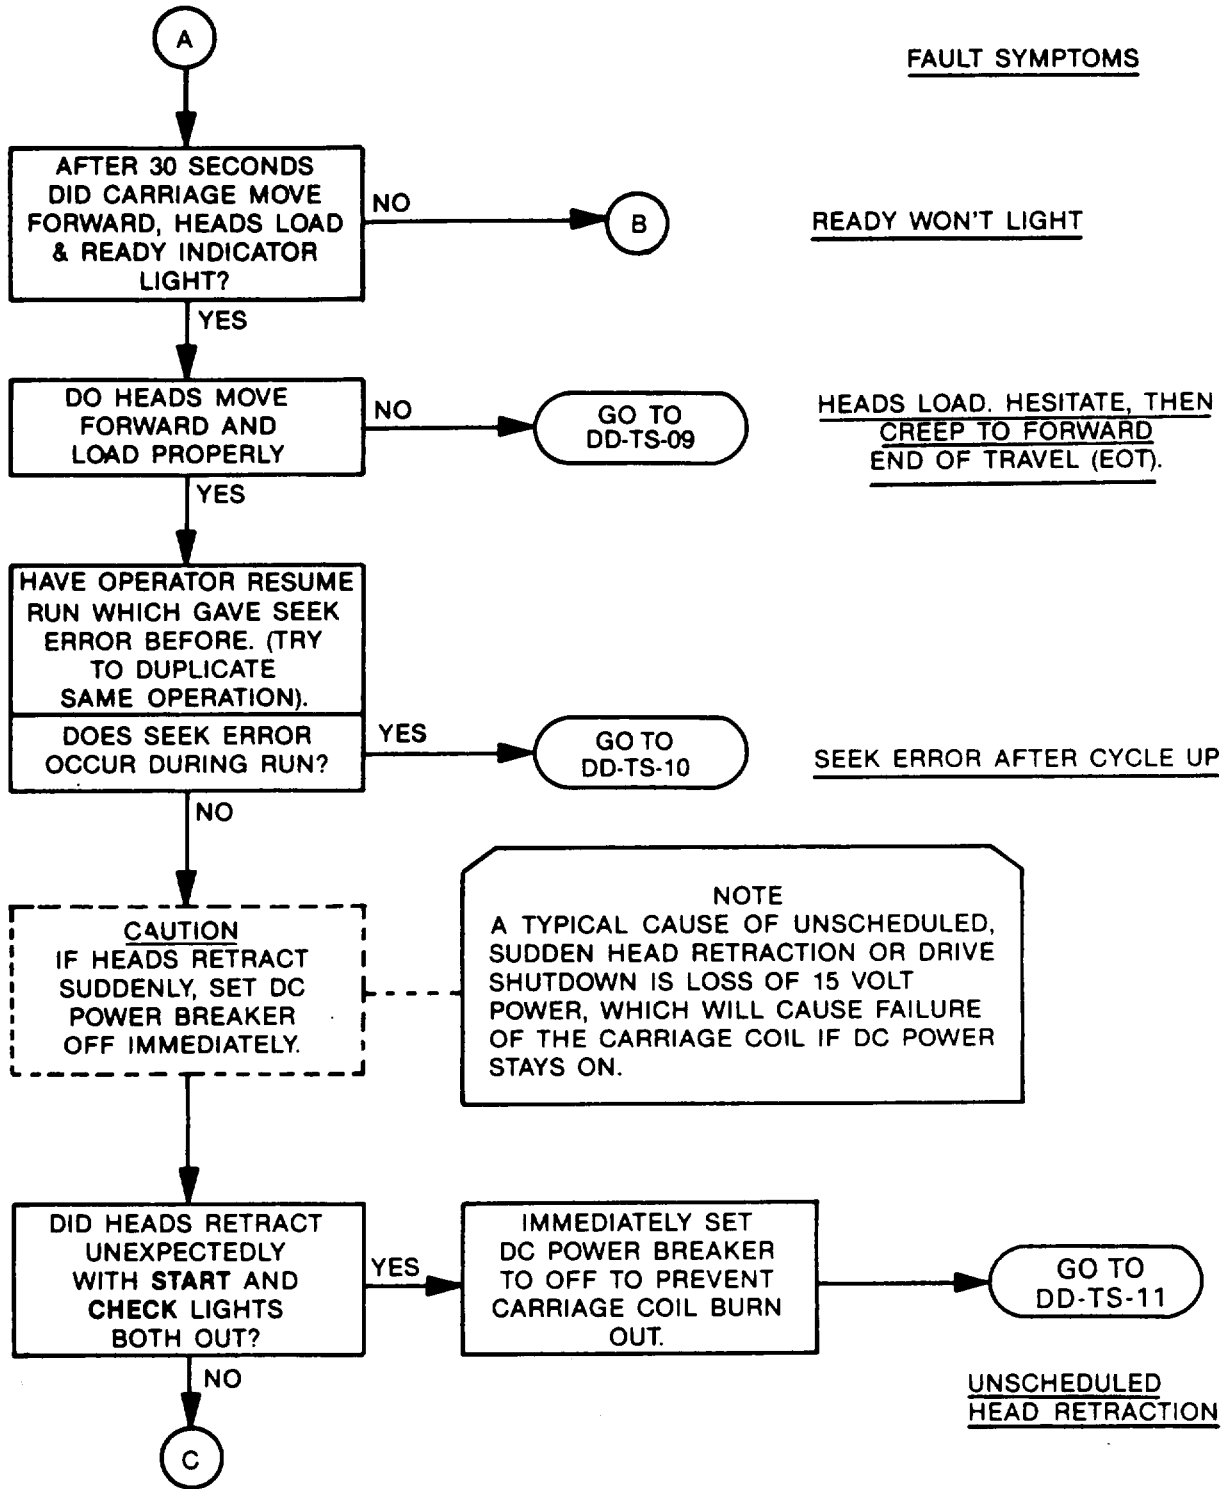 A
FAULT SYMPTOMS
AFTER 30 SECONDS
DID CARRIAGE MOVE
FORWARD, HEADS LOAD
& READY INDICATOR
LIGHT?
NO
B
READY WON'T LIGHT
YES
DO HEADS MOVE
FORWARD AND
LOAD PROPERLY
NO
GO TO
DD-TS-09
HEADS LOAD. HESITATE, THEN
CREEP TO FORWARD
END OF TRAVEL (EOT).
YES
HAVE OPERATOR RESUME
RUN WHICH GAVE SEEK
ERROR BEFORE. (TRY
TO DUPLICATE
SAME OPERATION).
DOES SEEK ERROR
OCCUR DURING RUN?
YES
GO TO
DD-TS-10
SEEK ERROR AFTER CYCLE UP
NO
CAUTION
IF HEADS RETRACT
SUDDENLY, SET DC
POWER BREAKER
OFF IMMEDIATELY.
NOTE
A TYPICAL CAUSE OF UNSCHEDULED,
SUDDEN HEAD RETRACTION OR DRIVE
SHUTDOWN IS LOSS OF 15 VOLT
POWER, WHICH WILL CAUSE FAILURE
OF THE CARRIAGE COIL IF DC POWER
STAYS ON.
DID HEADS RETRACT
UNEXPECTEDLY
WITH START AND
CHECK LIGHTS
BOTH OUT?
YES
IMMEDIATELY SET
DC POWER BREAKER
TO OFF TO PREVENT
CARRIAGE COIL BURN
OUT.
GO TO
DD-TS-11
UNSCHEDULED
HEAD RETRACTION
NO
C